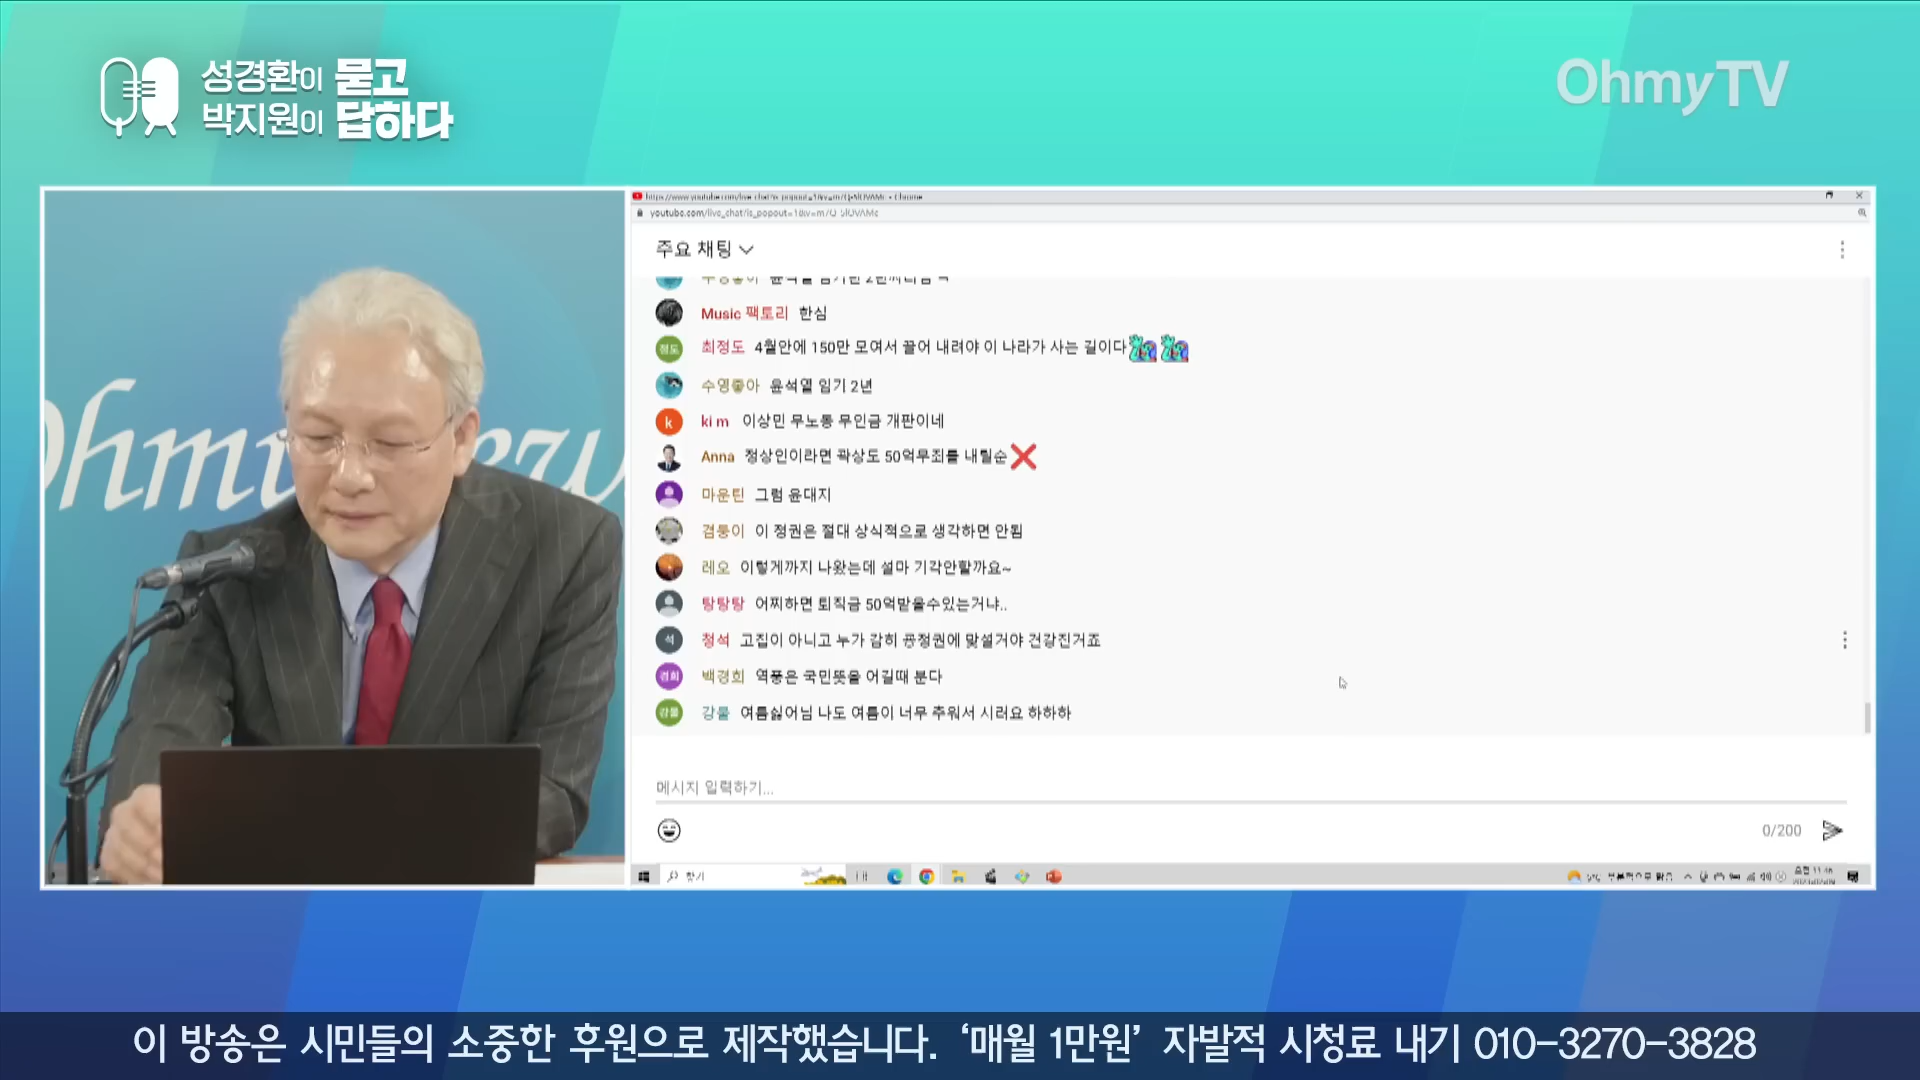 성경환이 묻고
박지원이 답하다
OhmyTV
주요 채팅
Music 팩토리 한심
정도 최정도 4월안에 150만 모여서 끌어 내려야 이 나라가 사는 길이다
수영좋아 윤석열 임기 2년
k ki m 이상민 무노동 무인금 개판이네
Anna 정상인이라면 곽상도 50억무죄를 내릴순
마운틴 그럼 윤대지
겸둥이 이 정권은 절대 상식적으로 생각하면 안됨
레오 이렇게까지 나왔는데 설마 기각안할까요~
탕탕탕 어찌하면 퇴직금 50억받을수있는거냐..
석 청석 고집이 아니고 누가 감히 공정권에 맞설거야 건강진거죠
경희 백경희 역풍은 국민뜻을 어길때 분다
강물 강물 여름싫어님 나도 여름이 너무 추워서 시러요 하하하
메시지 입력하기...
0/200
찾기
이 방송은 시민들의 소중한 후원으로 제작했습니다. ‘매월 1만원’ 자발적 시청료 내기 010-3270-3828